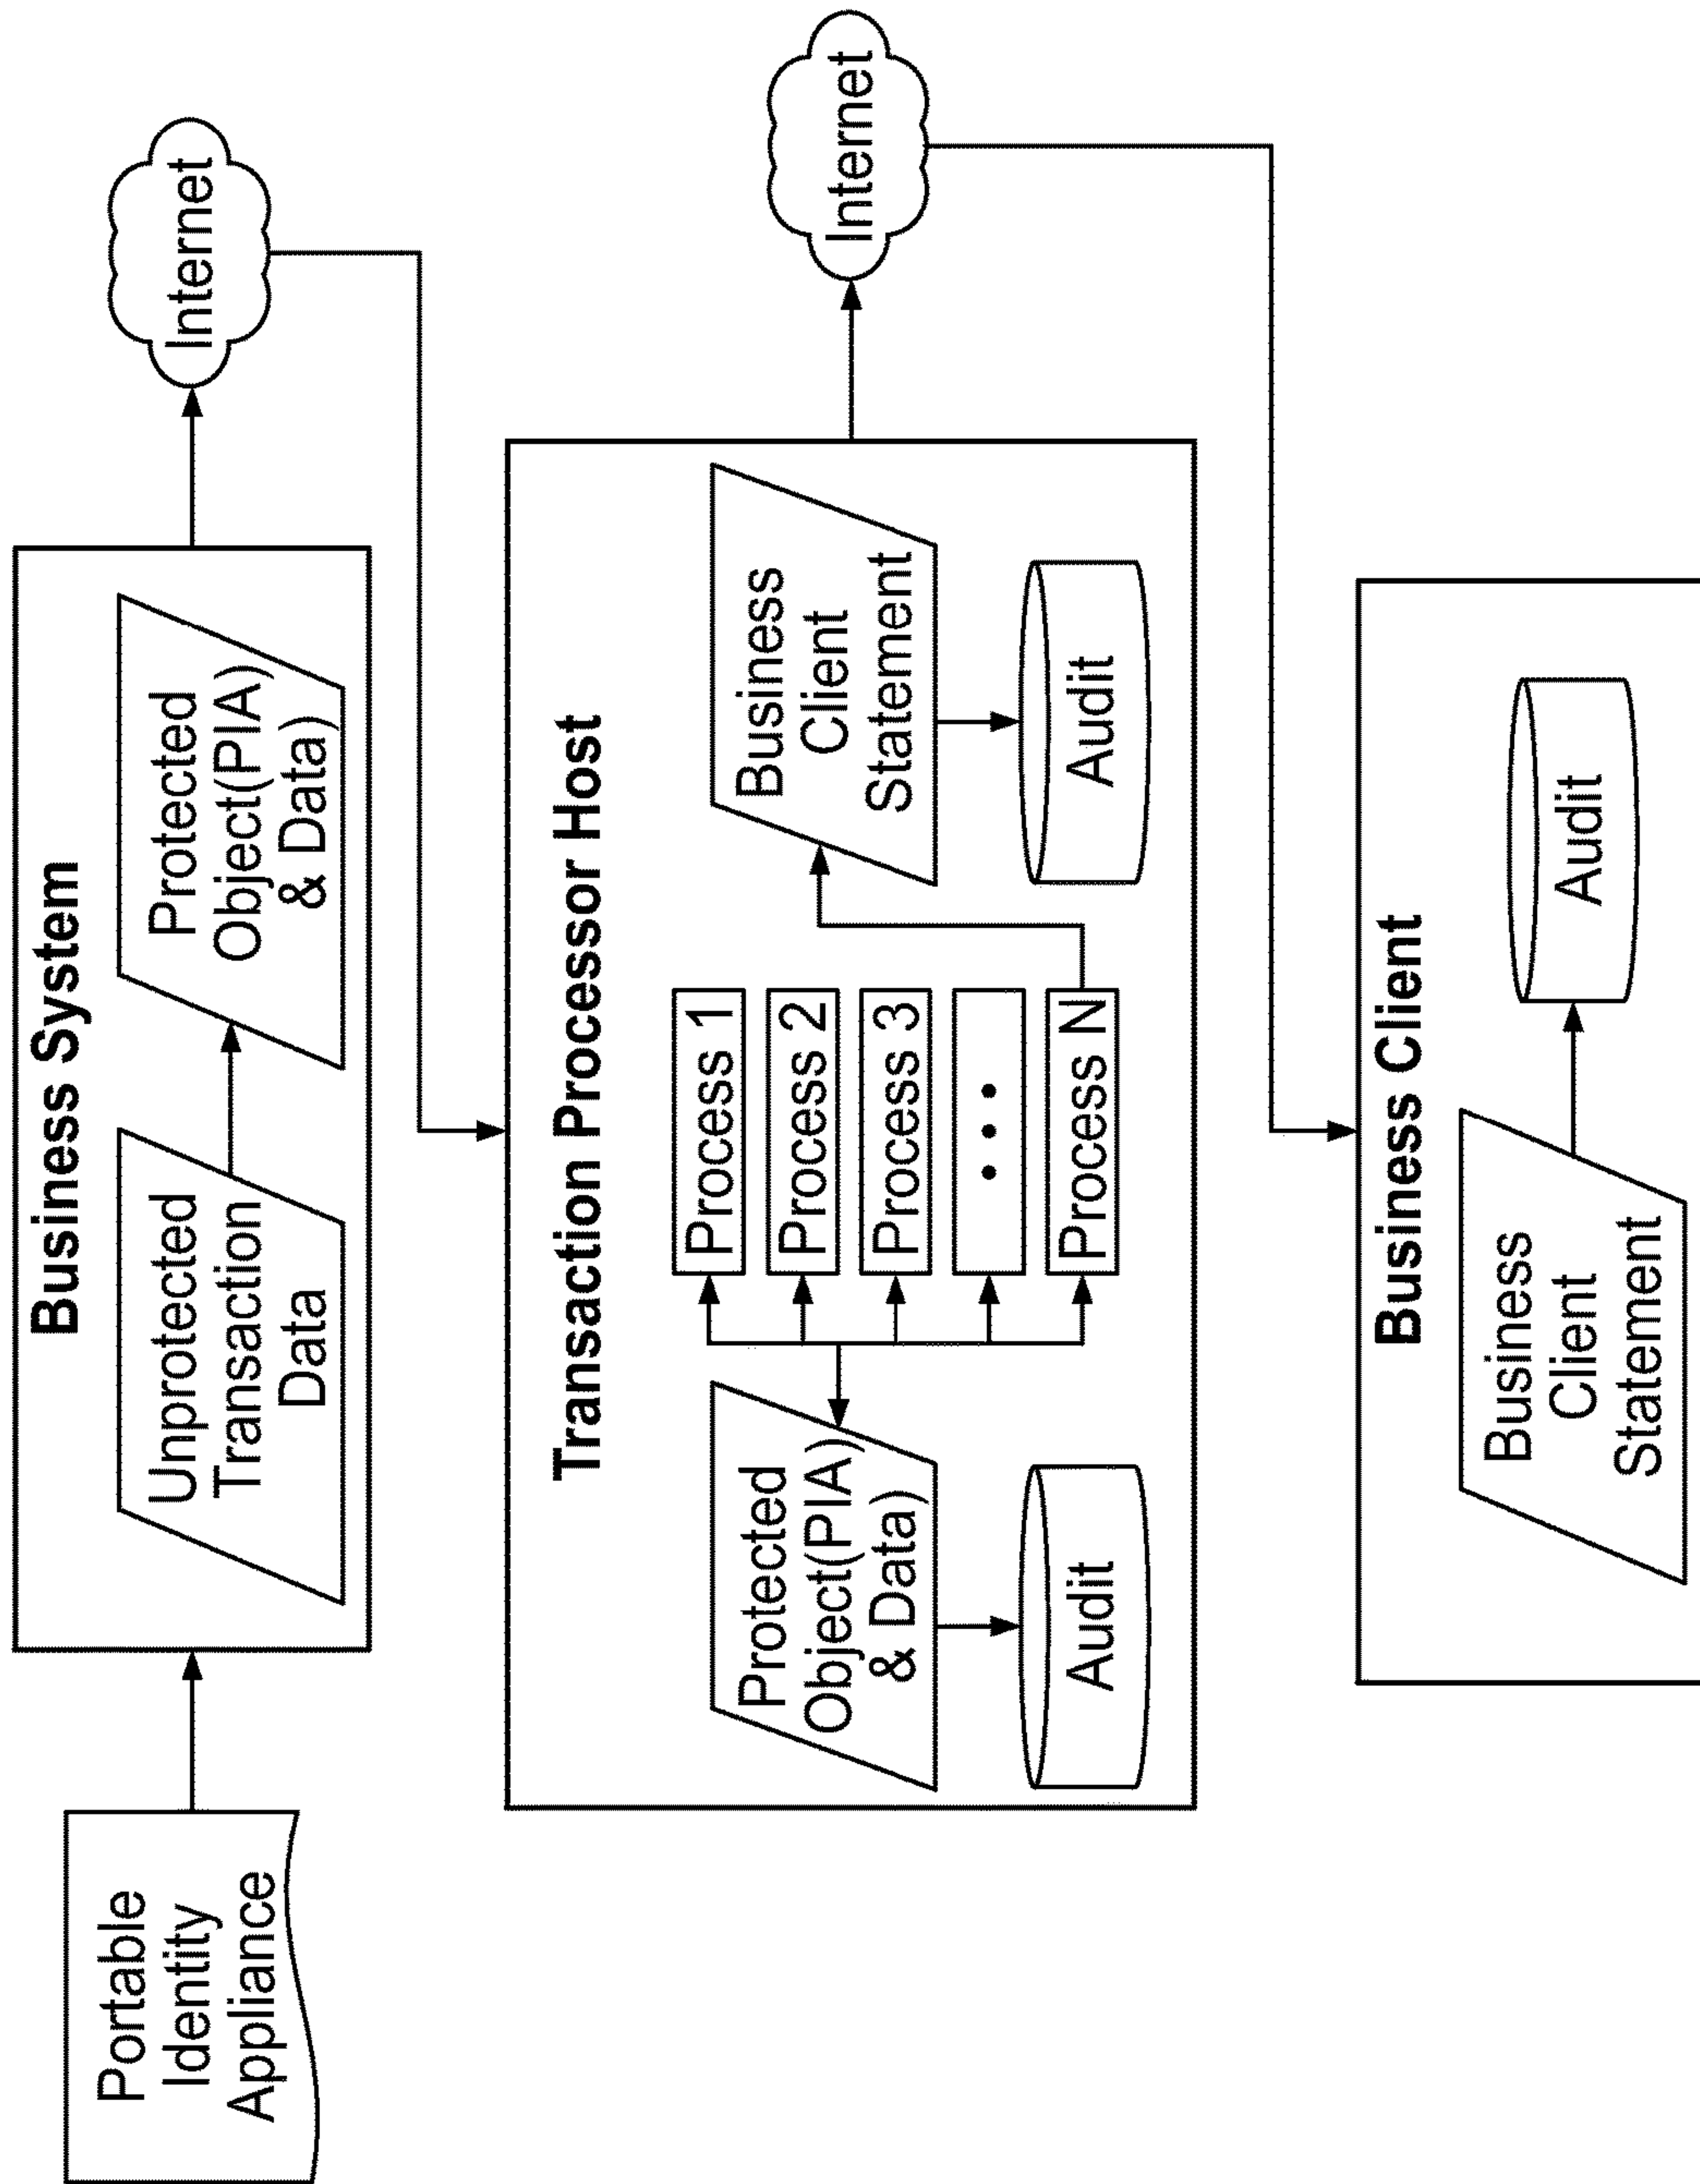 Portable
Identity
Appliance
Business System
Unprotected
Transaction
Data
Protected
Object(PIA)
& Data)
Internet
Transaction Processor Host
Protected
Object(PIA)
& Data)
Audit
Process 1
Process 2
Process 3
• • •
Process N
Business
Client
Statement
Audit
Internet
Business Client
Business
Client
Statement
Audit